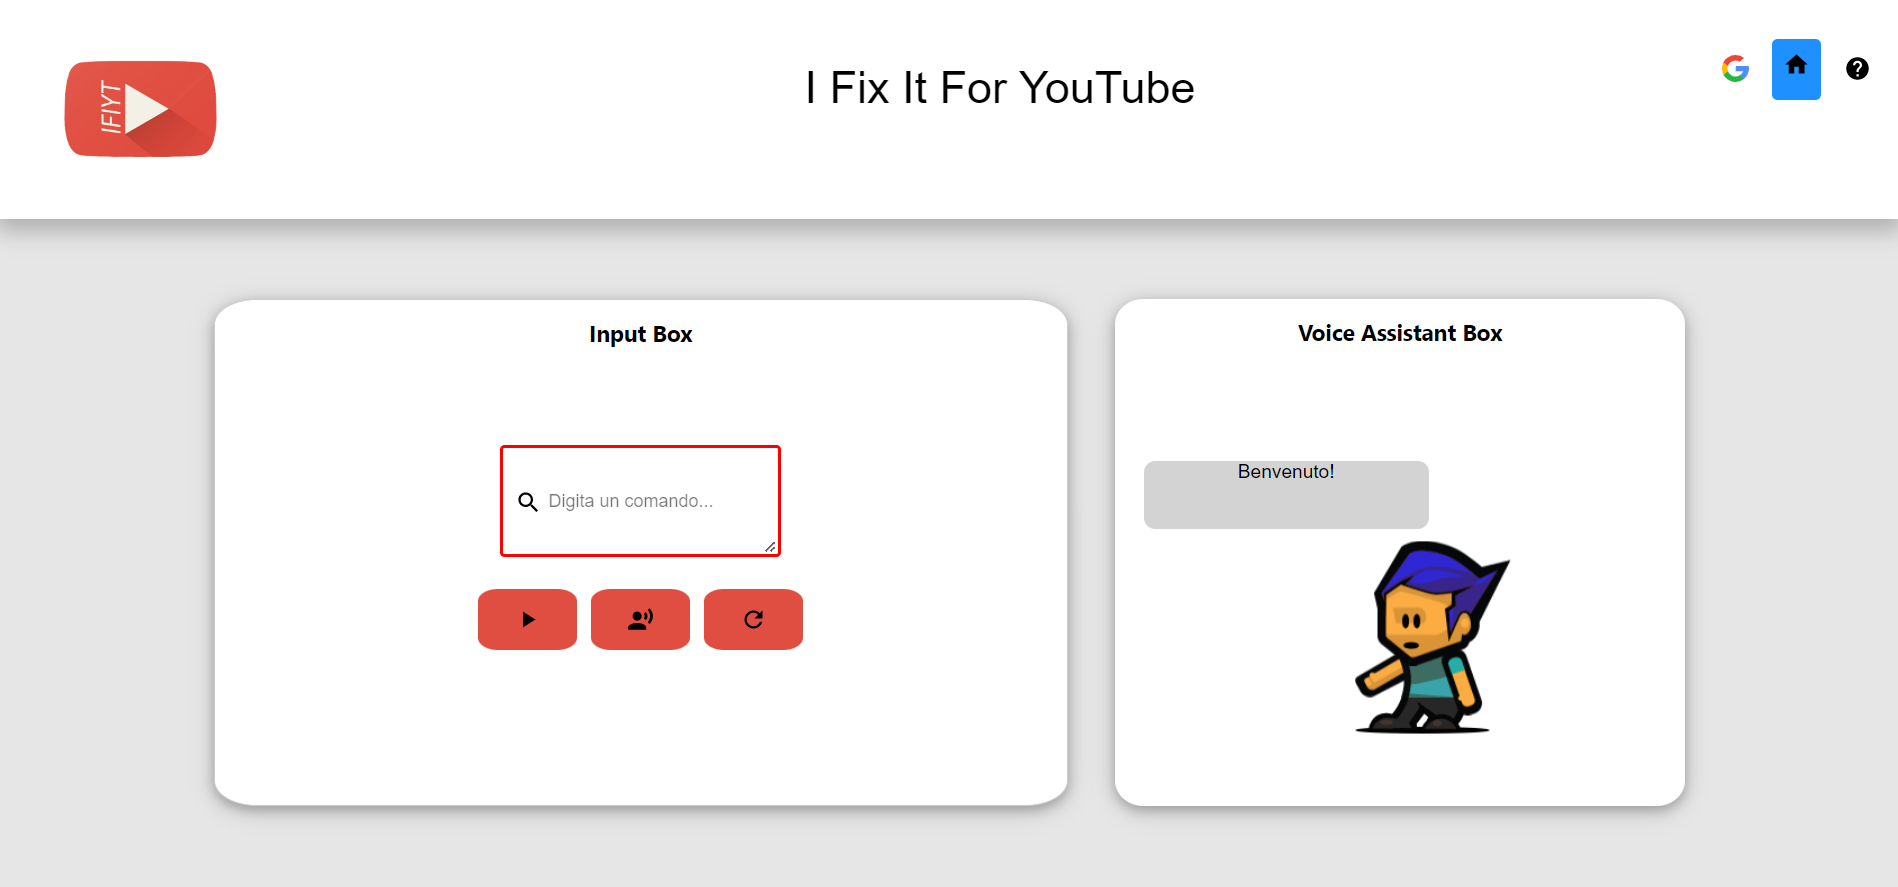 IFIYT
I Fix It For YouTube
Input Box
Digita un comando...
Voice Assistant Box
Benvenuto!